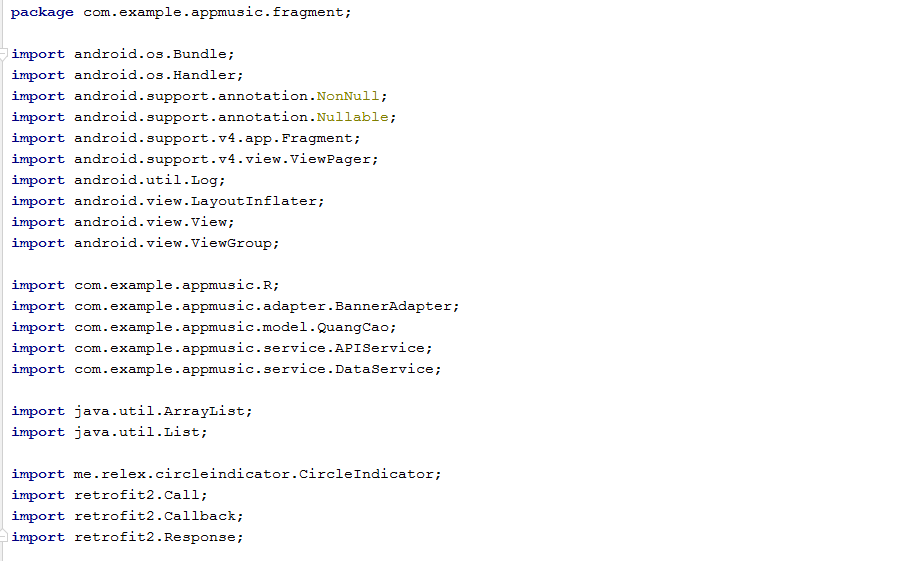 package com.example.appmusic.fragment;
import android.os.Bundle;
import android.os.Handler;
import android.support.annotation.NonNull;
import android.support.annotation.Nullable;
import android.support.v4.app.Fragment;
import android.support.v4.view.ViewPager;
import android.util.Log;
import android.view.LayoutInflater;
import android.view.View;
import android.view.ViewGroup;
import com.example.appmusic.R;
import com.example.appmusic.adapter.BannerAdapter;
import com.example.appmusic.model.QuangCao;
import com.example.appmusic.service.APIService;
import com.example.appmusic.service.DataService;
import java.util.ArrayList;
import java.util.List;
import me.relex.circleindicator.CircleIndicator;
import retrofit2.Call;
import retrofit2.Callback;
import retrofit2.Response;